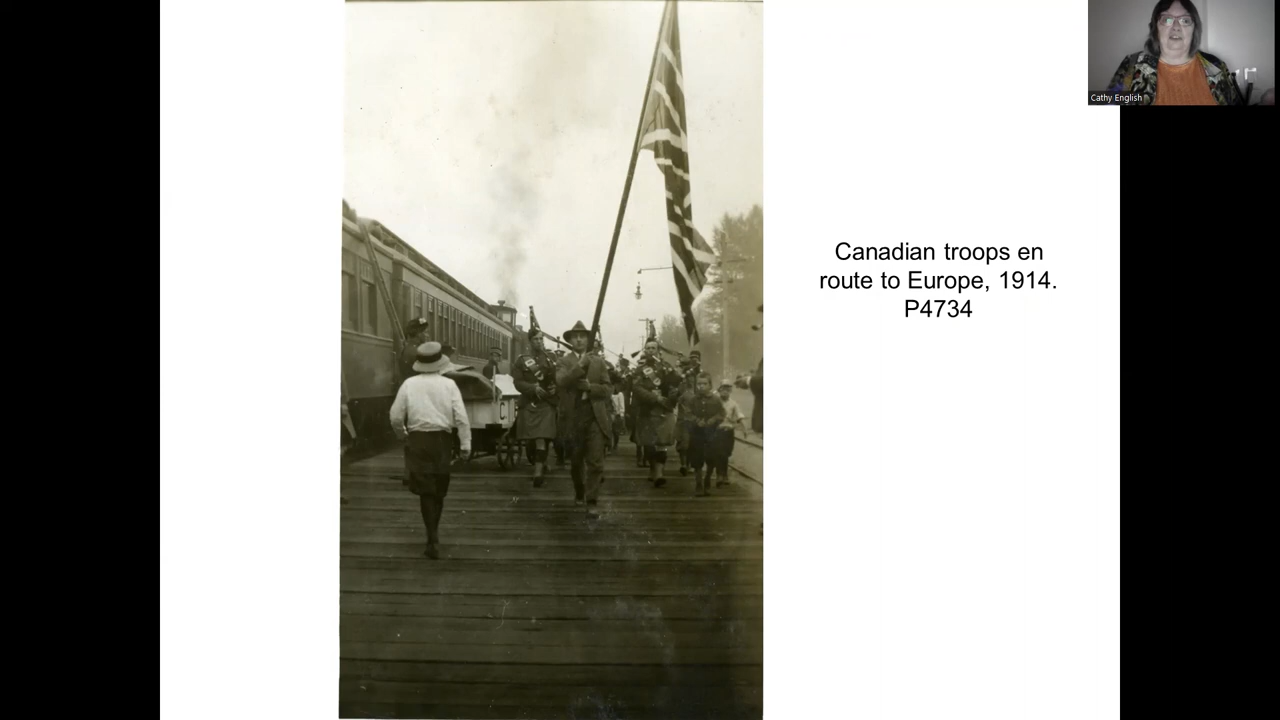 Canadian troops en
route to Europe, 1914.
P4734
Cathy English
C